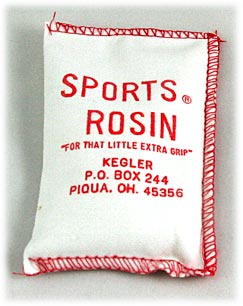 SPORTS®
ROSIN
"FOR THAT LITTLE EXTRA GRIP"
KEGLER
P.O. BOX 244
PIQUA, OH. 45356